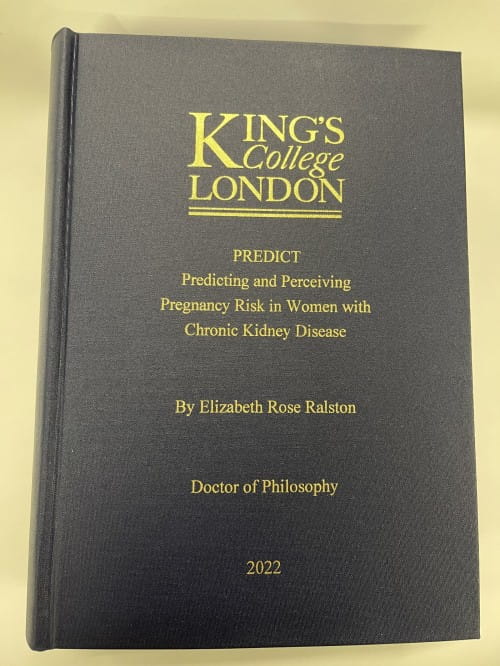 KING'S
College
LONDON
PREDICT
Predicting and Perceiving
Pregnancy Risk in Women with
Chronic Kidney Disease
By Elizabeth Rose Ralston
Doctor of Philosophy
2022